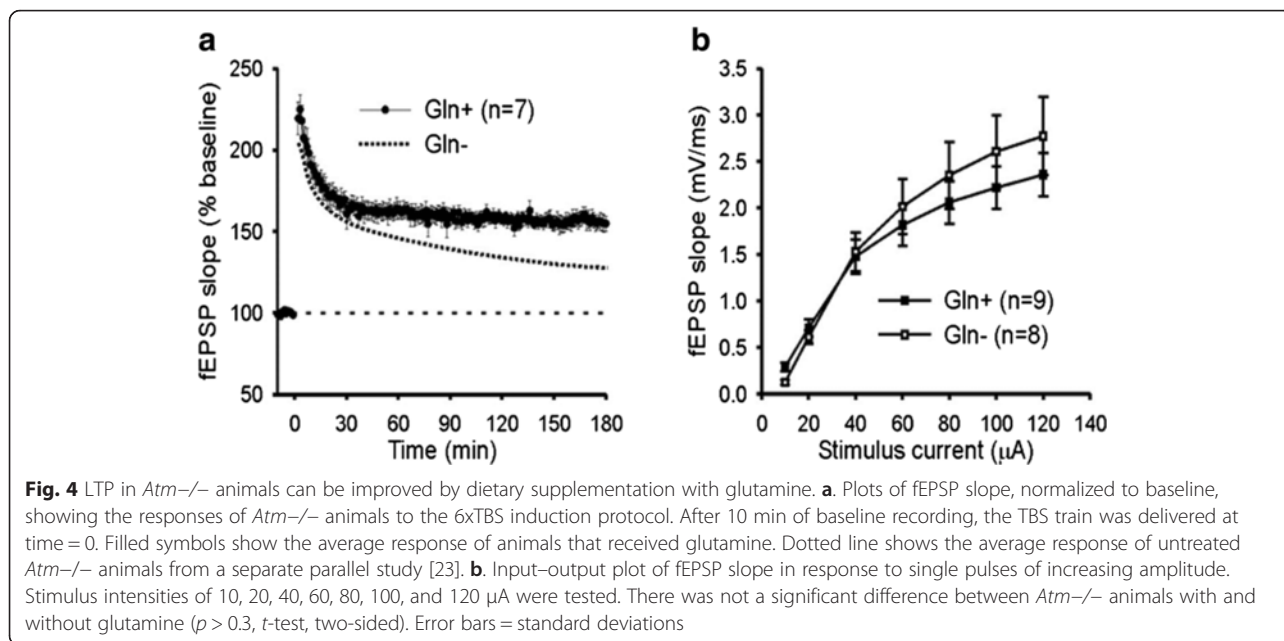 a
250
200
150
100
50
fEPSP slope (% baseline)
Gln+ (n=7)
Gln-
0 30 60 90 120 150 180
Time (min)
b
3.5
3.0
2.5
2.0
1.5
1.0
0.5
0.0
fEPSP slope (mV/ms)
Gln+ (n=9)
Gln- (n=8)
0 20 40 60 80 100 120 140
Stimulus current (µA)
Fig. 4 LTP in Atm−/− animals can be improved by dietary supplementation with glutamine. a. Plots of fEPSP slope, normalized to baseline,
showing the responses of Atm−/− animals to the 6xTBS induction protocol. After 10 min of baseline recording, the TBS train was delivered at
time = 0. Filled symbols show the average response of animals that received glutamine. Dotted line shows the average response of untreated
Atm−/− animals from a separate parallel study [23]. b. Input–output plot of fEPSP slope in response to single pulses of increasing amplitude.
Stimulus intensities of 10, 20, 40, 60, 80, 100, and 120 µA were tested. There was not a significant difference between Atm−/− animals with and
without glutamine (p > 0.3, t-test, two-sided). Error bars = standard deviations